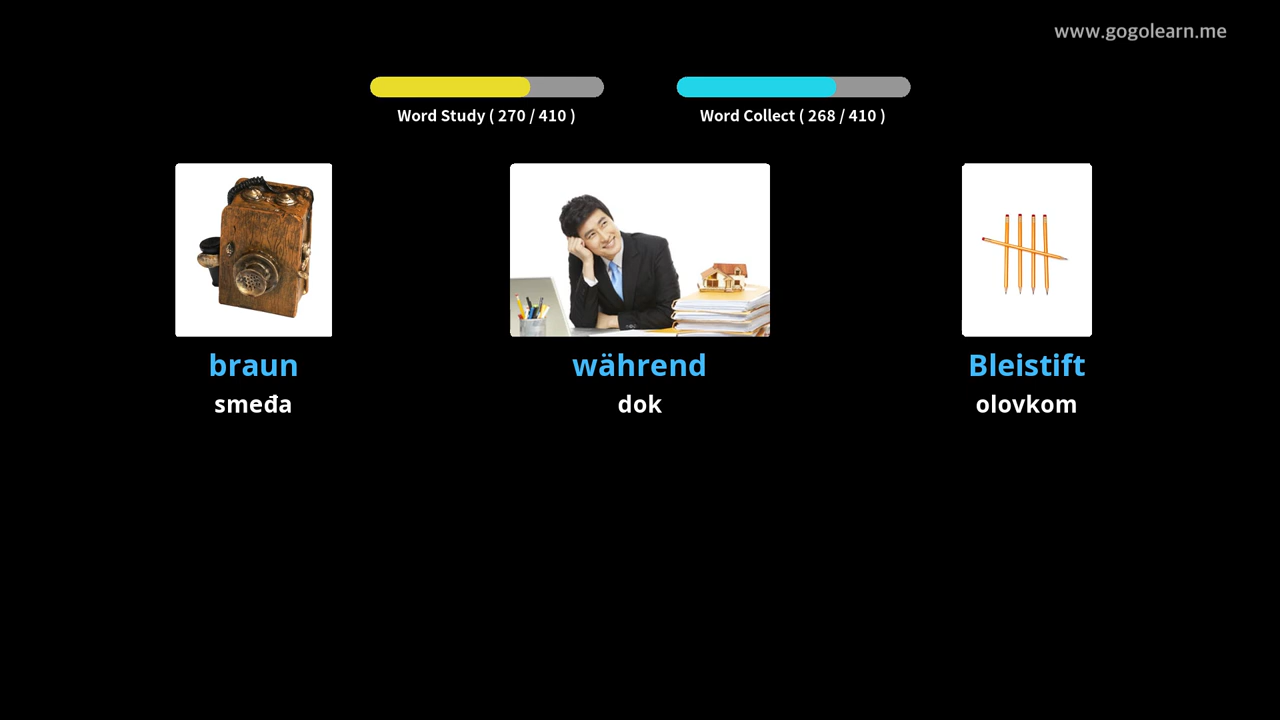 www.gogolearn.me
Word Study ( 270 / 410 )
Word Collect ( 268 / 410 )
braun
smeđa
während
dok
Bleistift
olovkom